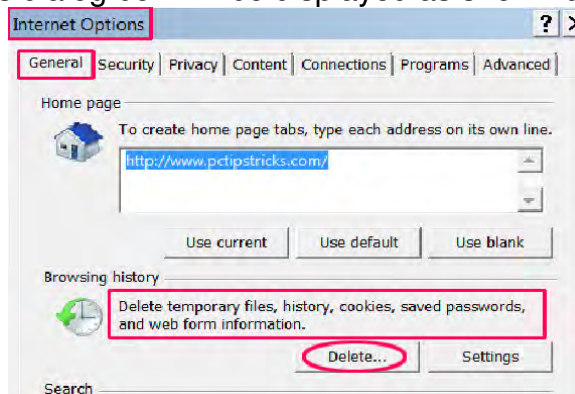 Internet Options ? X
General Security Privacy Content Connections Programs Advanced
Home page
To create home page tabs, type each address on its own line.
http://www.pctipstricks.com/
Use current Use default Use blank
Browsing history
Delete temporary files, history, cookies, saved passwords,
and web form information.
Delete... Settings
Search